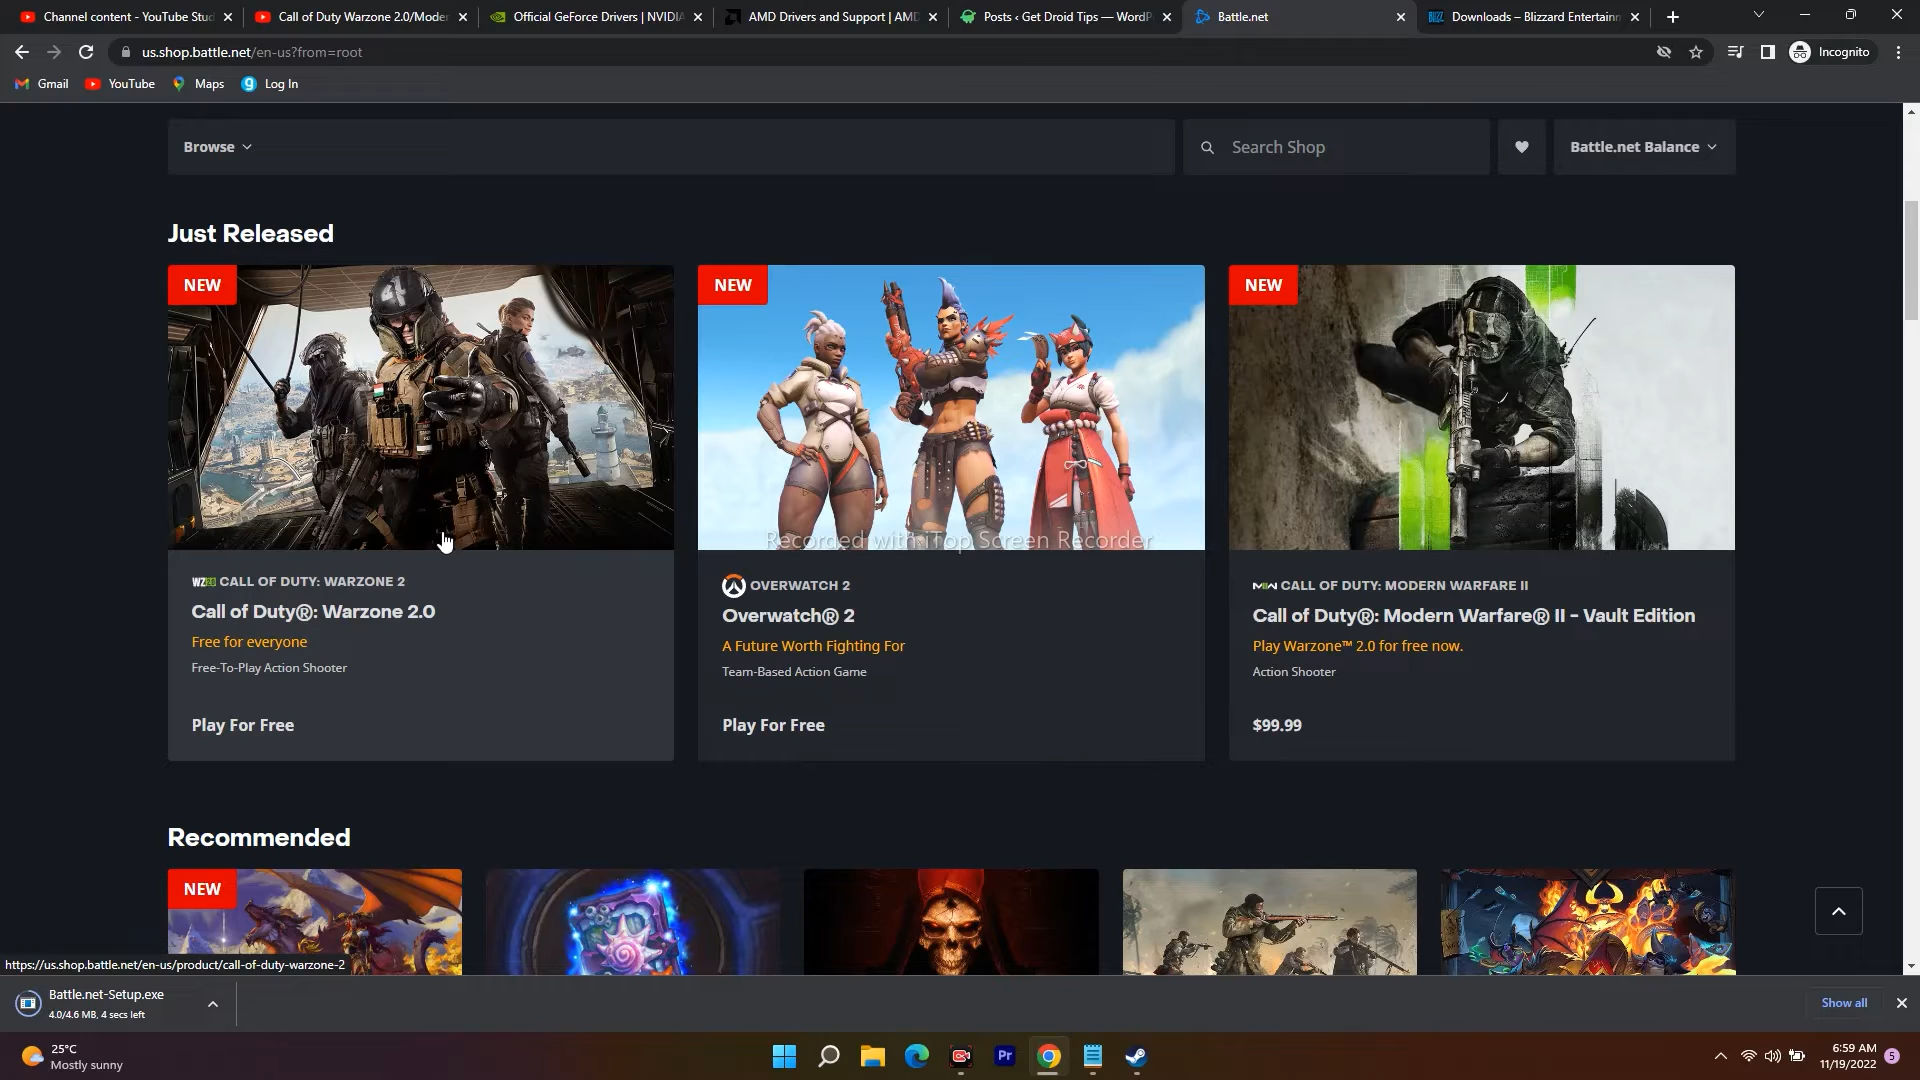 Channel content - YouTube Stud
Call of Duty Warzone 2.0/Moder
Official GeForce Drivers | NVIDIA
AMD Drivers and Support | AMD
Posts ‹ Get Droid Tips — WordP
Battle.net
Downloads – Blizzard Entertainm
us.shop.battle.net/en-us?from=root
Incognito
Gmail
YouTube
Maps
Log In
Browse
Search Shop
Battle.net Balance
Just Released
NEW
NEW
NEW
Recorded with iTop Screen Recorder
WZ2.0 CALL OF DUTY: WARZONE 2
Call of Duty®: Warzone 2.0
Free for everyone
Free-To-Play Action Shooter
Play For Free
OVERWATCH 2
Overwatch® 2
A Future Worth Fighting For
Team-Based Action Game
Play For Free
MWII CALL OF DUTY: MODERN WARFARE II
Call of Duty®: Modern Warfare® II - Vault Edition
Play Warzone™ 2.0 for free now.
Action Shooter
$99.99
Recommended
NEW
https://us.shop.battle.net/en-us/product/call-of-duty-warzone-2
Battle.net-Setup.exe
4.0/4.6 MB, 4 secs left
Show all
25°C
Mostly sunny
Pr
6:59 AM
11/19/2022
5